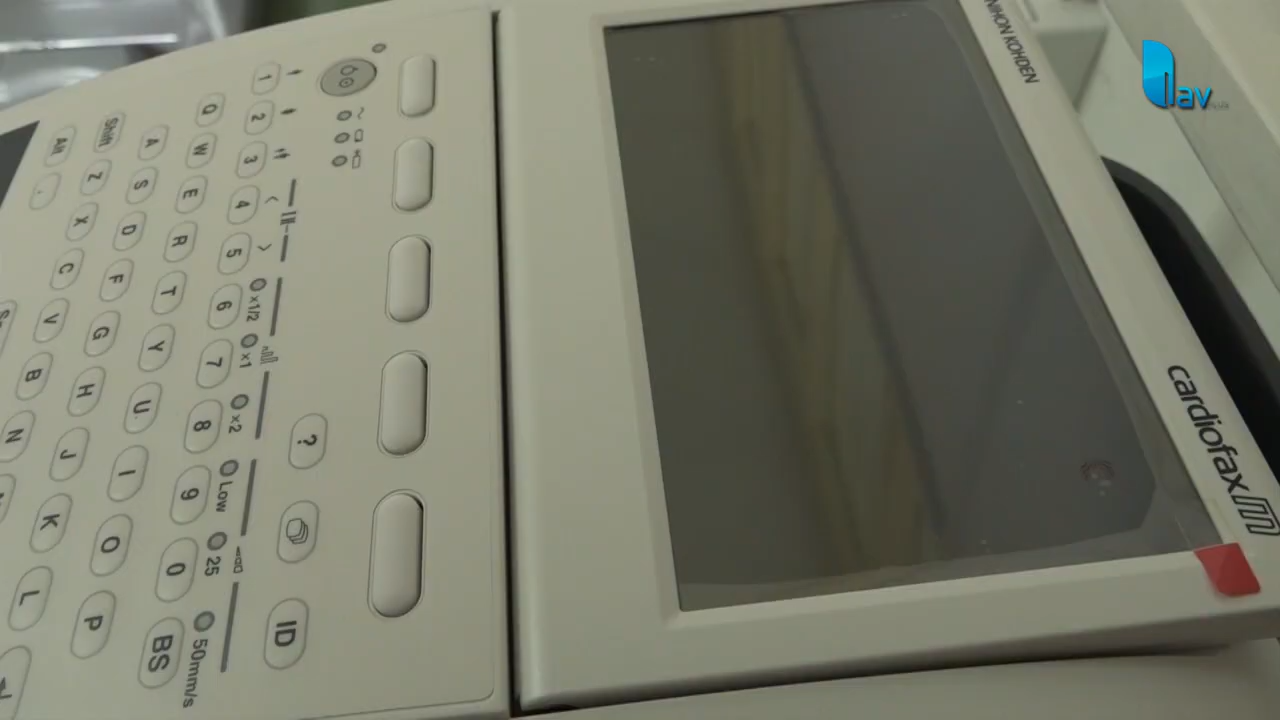 NIHON KOHDEN
cardiofax m
lav
1 2 3 4 5 6 7 8 9 0 BS
x1/2 x1 x2 Low 25 50mm/s
? ID
Q W E R T Y U I O P
A S D F G H J K L
Shift Z X C V B N
Alt .